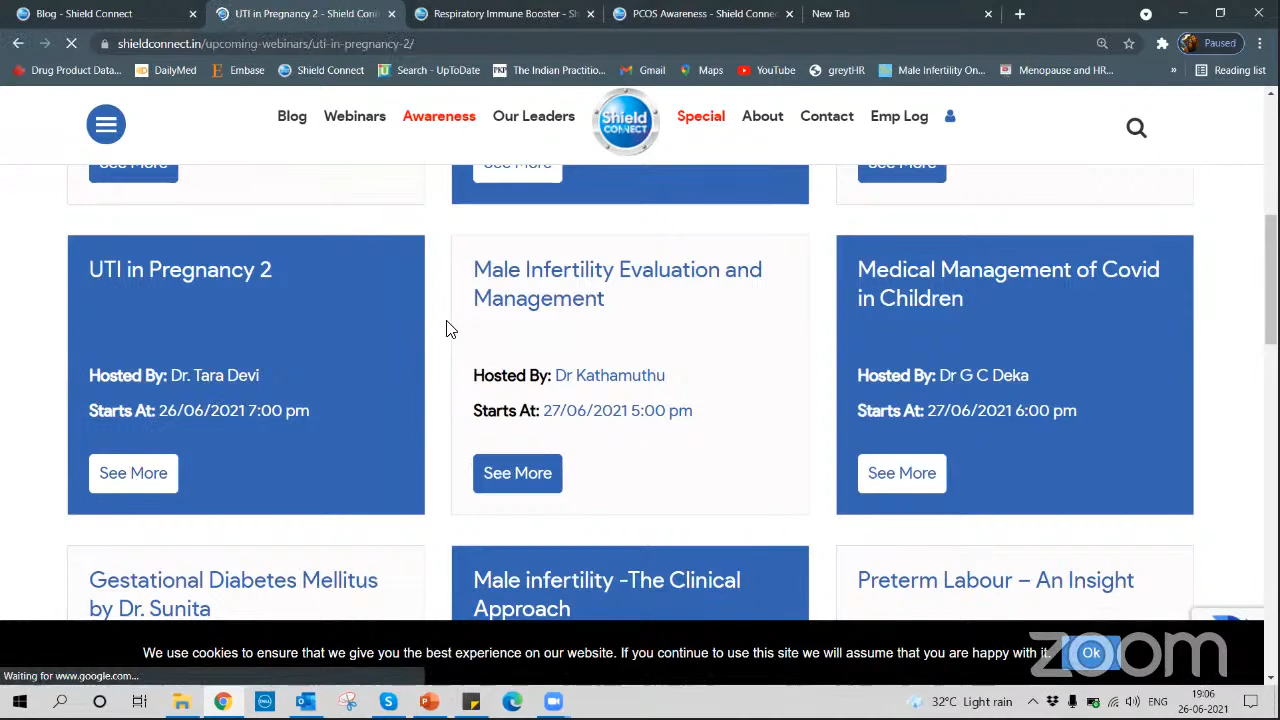 Blog - Shield Connect
UTI in Pregnancy 2 - Shield Con
Respiratory Immune Booster - Sh
PCOS Awareness - Shield Connec
New Tab
shieldconnect.in/upcoming-webinars/uti-in-pregnancy-2/
Paused
Drug Product Data...
DailyMed
Embase
Shield Connect
Search - UpToDate
The Indian Practitio...
Gmail
Maps
YouTube
greytHR
Male Infertility On...
Menopause and HR...
»
Reading list
Blog
Webinars
Awareness
Our Leaders
Shield
CONNECT
Special
About
Contact
Emp Log
See More
See More
See More
UTI in Pregnancy 2
Hosted By: Dr. Tara Devi
Starts At: 26/06/2021 7:00 pm
See More
Male Infertility Evaluation and
Management
Hosted By: Dr Kathamuthu
Starts At: 27/06/2021 5:00 pm
See More
Medical Management of Covid
in Children
Hosted By: Dr G C Deka
Starts At: 27/06/2021 6:00 pm
See More
Gestational Diabetes Mellitus
by Dr. Sunita
Male infertility -The Clinical
Approach
Preterm Labour – An Insight
We use cookies to ensure that we give you the best experience on our website. If you continue to use this site we will assume that you are happy with it.
Ok
zoom
Waiting for www.google.com...
32°C Light rain
ENG
19:06
26-06-2021